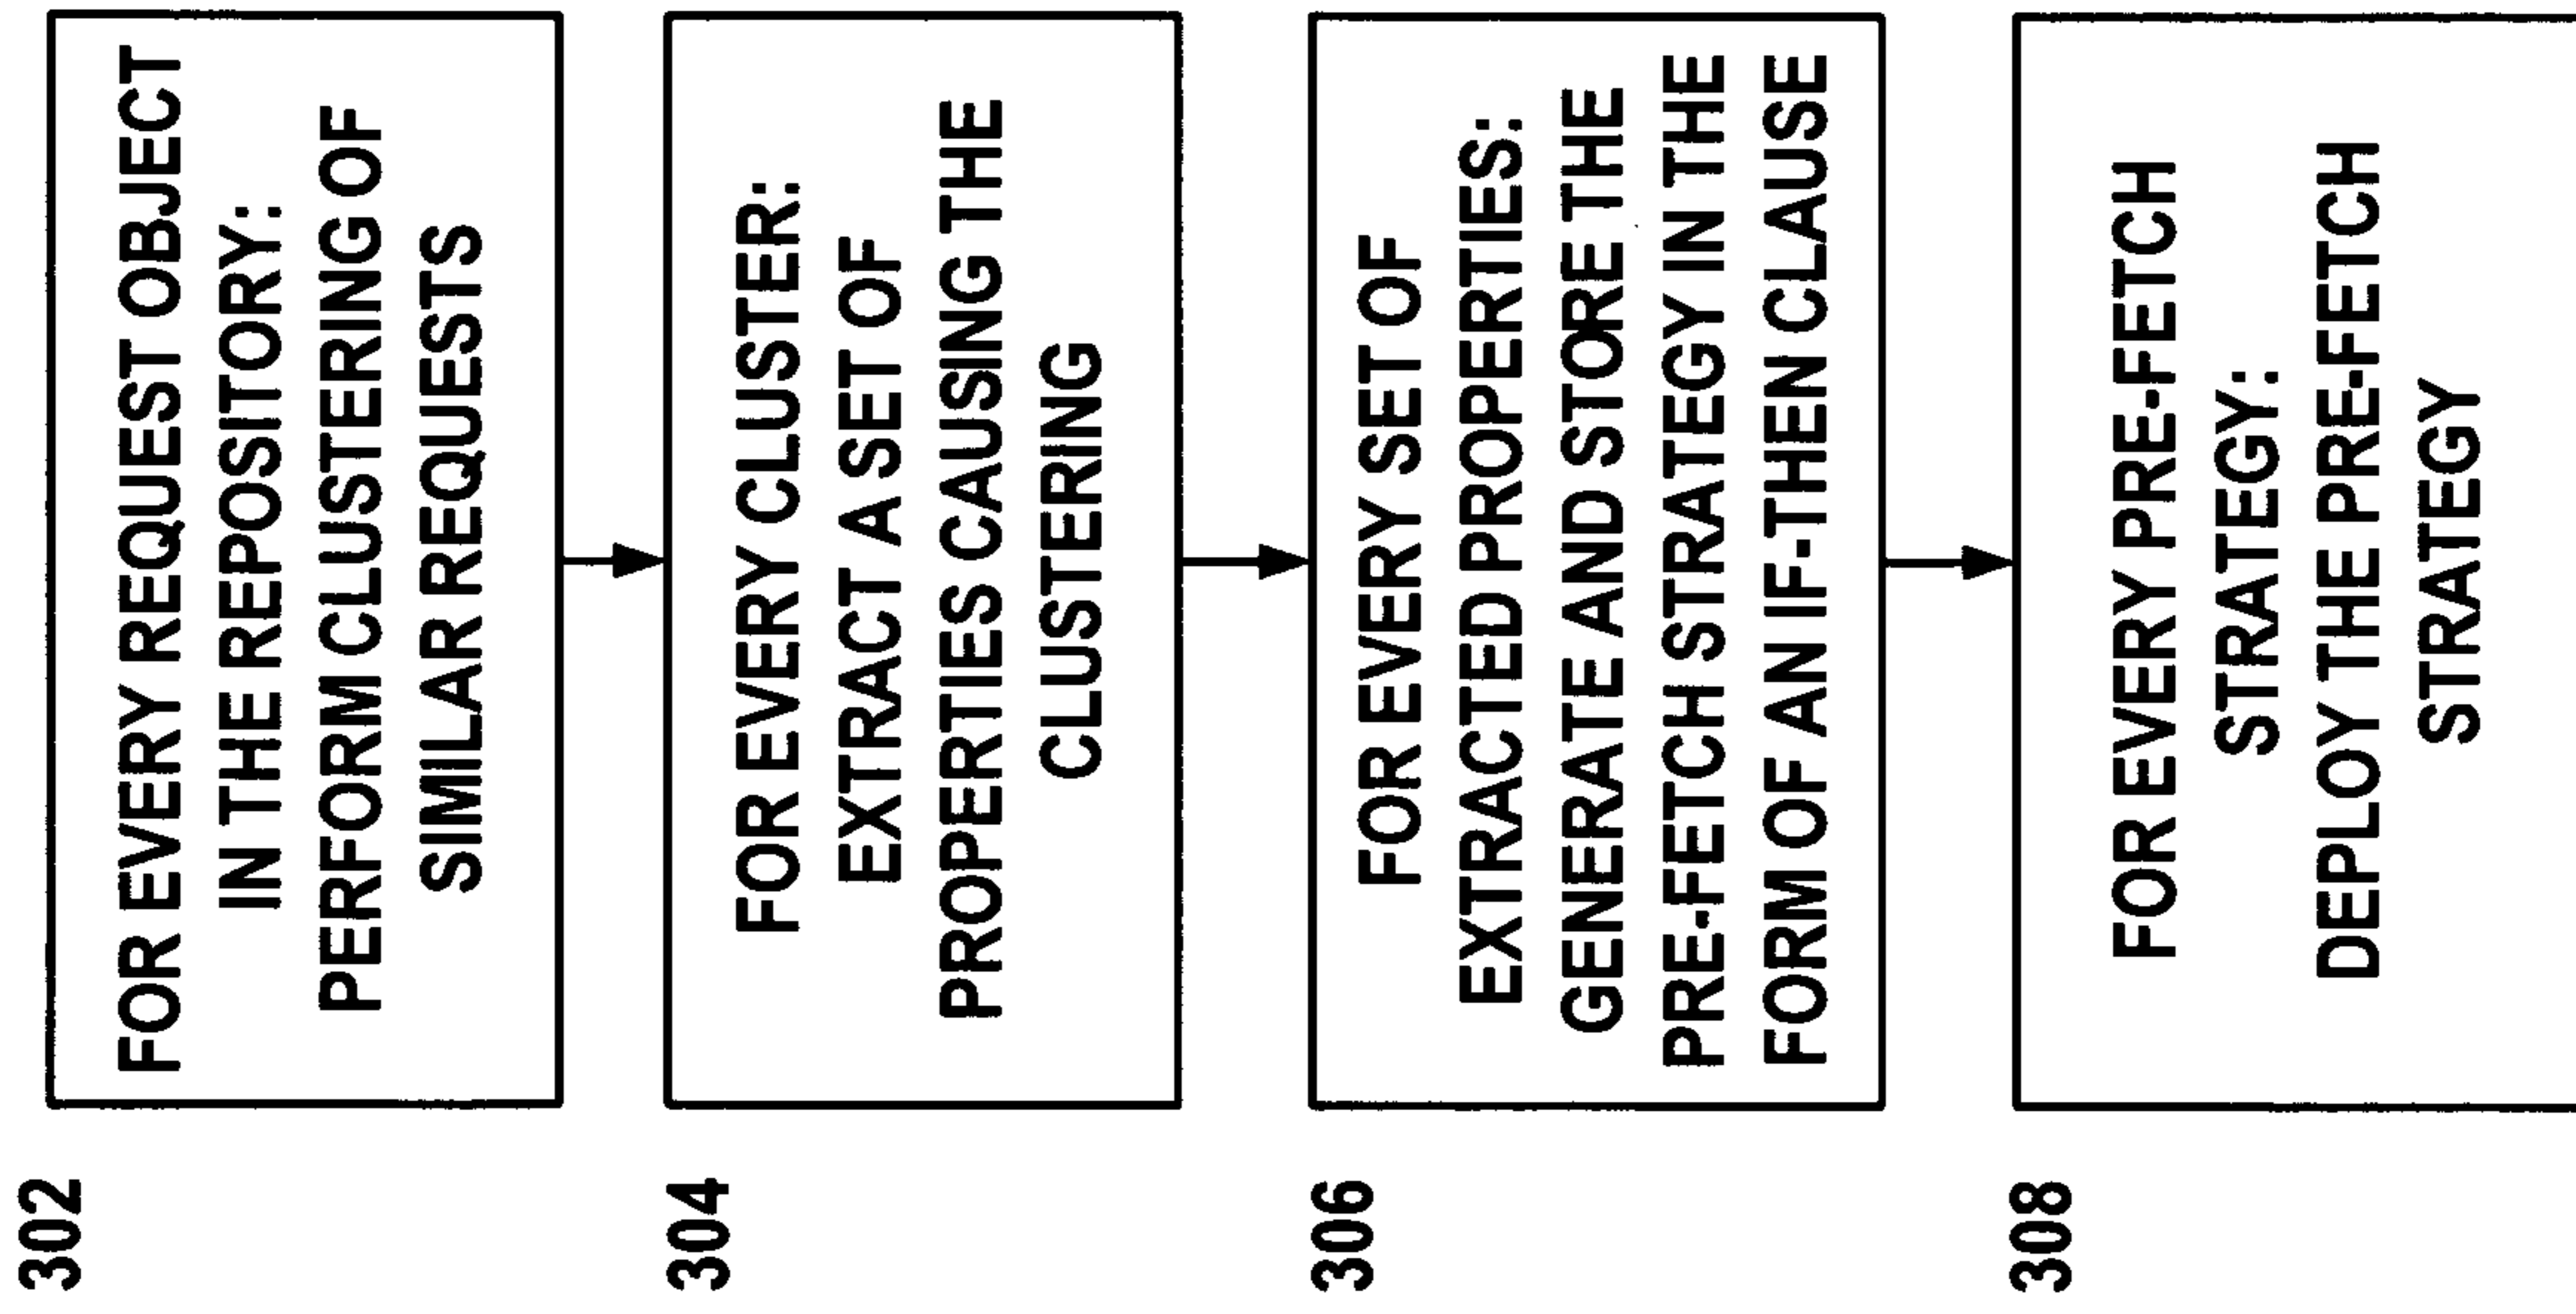 302
FOR EVERY REQUEST OBJECT
IN THE REPOSITORY:
PERFORM CLUSTERING OF
SIMILAR REQUESTS
304
FOR EVERY CLUSTER:
EXTRACT A SET OF
PROPERTIES CAUSING THE
CLUSTERING
306
FOR EVERY SET OF
EXTRACTED PROPERTIES:
GENERATE AND STORE THE
PRE-FETCH STRATEGY IN THE
FORM OF AN IF-THEN CLAUSE
308
FOR EVERY PRE-FETCH
STRATEGY:
DEPLOY THE PRE-FETCH
STRATEGY